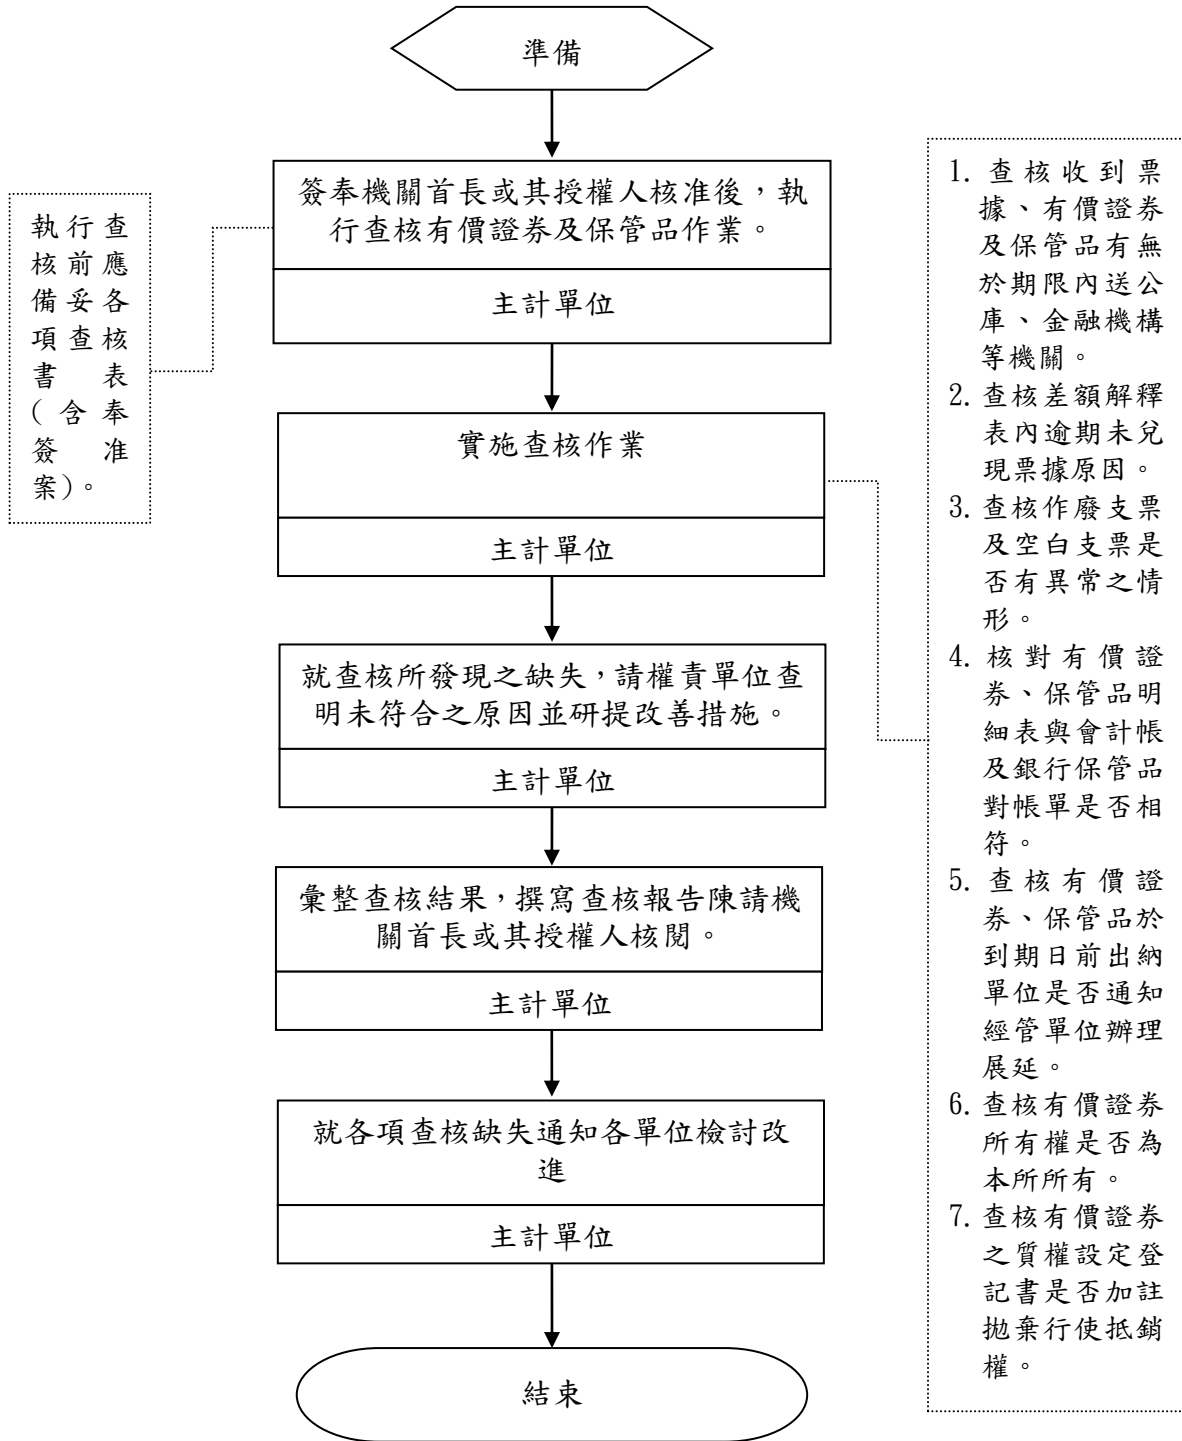 準備
簽奉機關首長或其授權人核准後，執
行查核有價證券及保管品作業。
主計單位
執行查
核前應
備妥各
項查核
書表
(含奉
簽准
案)。
實施查核作業
主計單位
1. 查核收到票
據、有價證券
及保管品有無
於期限內送公
庫、金融機構
等機關。
2. 查核差額解釋
表內逾期未兌
現票據原因。
3. 查核作廢支票
及空白支票是
否有異常之情
形。
4. 核對有價證
券、保管品明
細表與會計帳
及銀行保管品
對帳單是否相
符。
5. 查核有價證
券、保管品於
到期日前出納
單位是否通知
經管單位辦理
展延。
6. 查核有價證券
所有權是否為
本所所有。
7. 查核有價證券
之質權設定登
記書是否加註
拋棄行使抵銷
權。
就查核所發現之缺失，請權責單位查
明未符合之原因並研提改善措施。
主計單位
彙整查核結果，撰寫查核報告陳請機
關首長或其授權人核閱。
主計單位
就各項查核缺失通知各單位檢討改
進
主計單位
結束